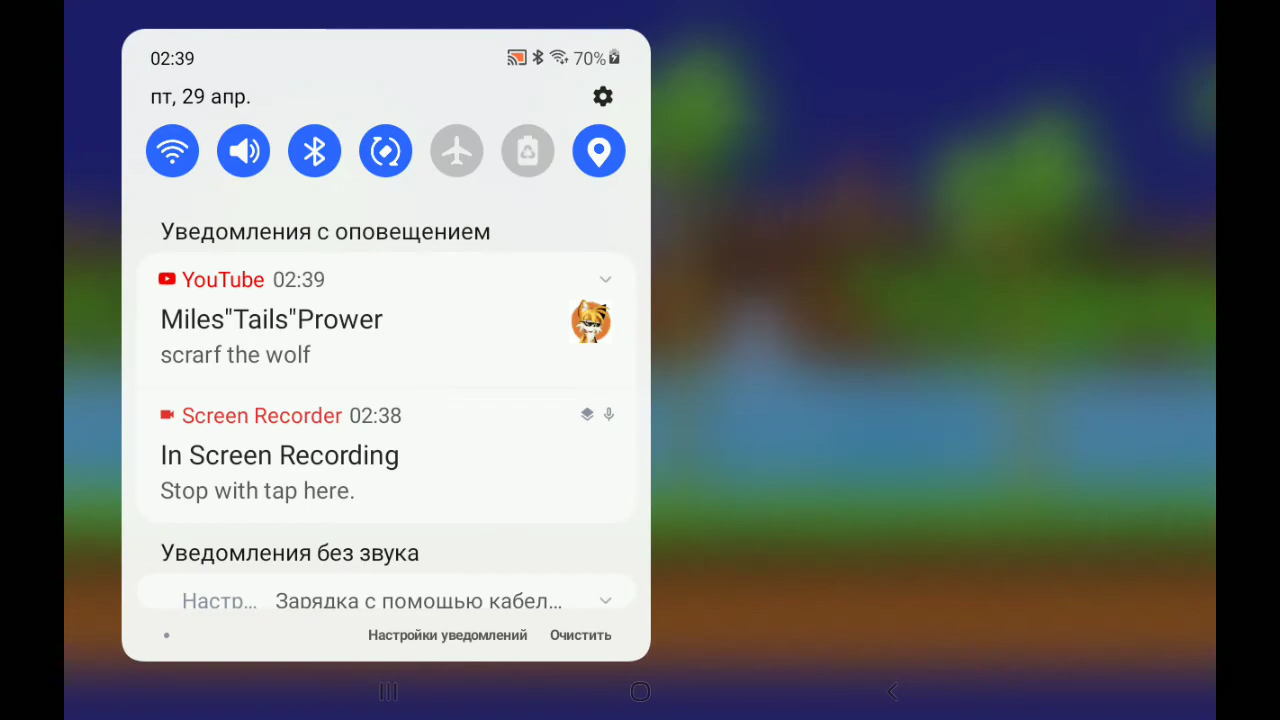 02:39
70%
пт, 29 апр.
Уведомления с оповещением
YouTube 02:39
Miles"Tails"Prower
scrarf the wolf
Screen Recorder 02:38
In Screen Recording
Stop with tap here.
Уведомления без звука
Настр... Зарядка с помощью кабел...
Настройки уведомлений Очистить